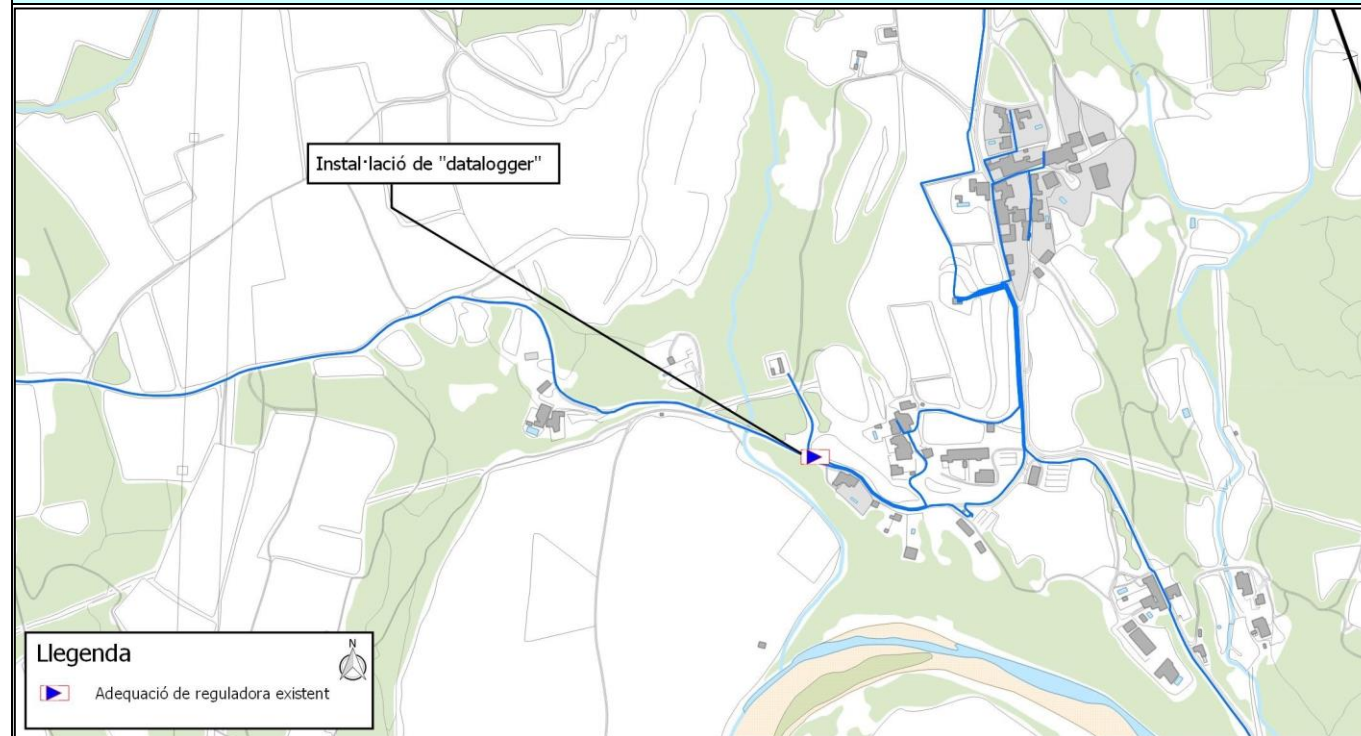 Instal·lació de "datalogger"
Llegenda
N
Adequació de reguladora existent